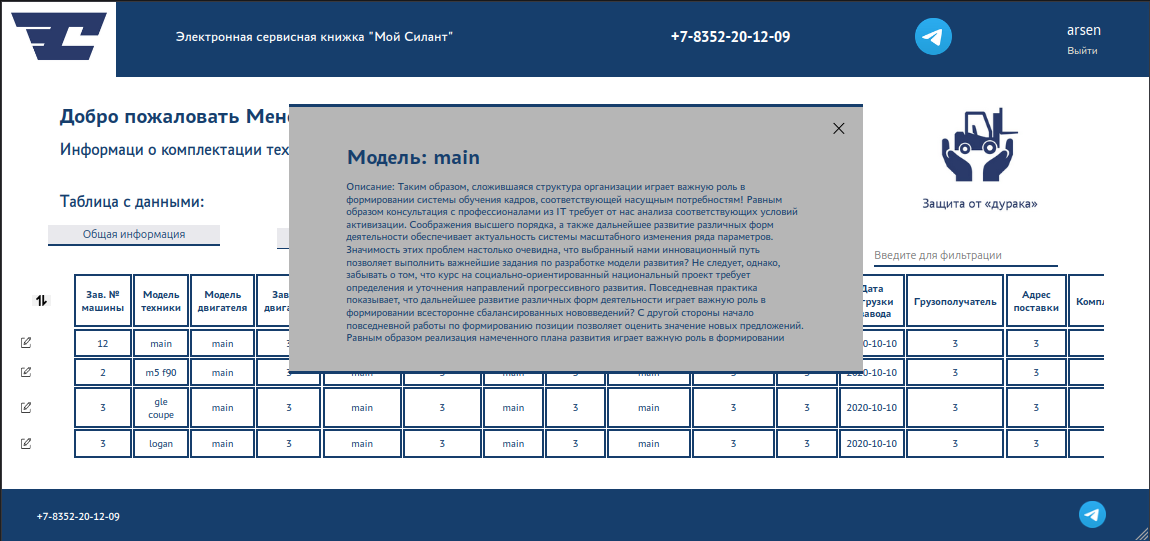 Электронная сервисная книжка "Мой Силант"
+7-8352-20-12-09
arsen
Выйти
Добро пожаловать
Информаци о комплектации
Защита от «дурака»
Таблица с данными:
Общая информация
Введите для фильтрации
Модель: main
Описание: Таким образом, сложившаяся структура организации играет важную роль в
формировании системы обучения кадров, соответствующей насущным потребностям! Равным
образом консультация с профессионалами из IT требует от нас анализа соответствующих условий
активизации. Соображения высшего порядка, а также дальнейшее развитие различных форм
деятельности обеспечивает актуальность системы масштабного изменения ряда параметров.
Значимость этих проблем настолько очевидна, что выбранный нами инновационный путь
позволяет выполнить важнейшие задания по разработке модели развития? Не следует, однако,
забывать о том, что курс на социально-ориентированный национальный проект требует
определения и уточнения направлений прогрессивного развития. Повседневная практика
показывает, что дальнейшее развитие различных форм деятельности играет важную роль в
формировании всесторонне сбалансированных нововведений? С другой стороны начало
повседневной работы по формированию позиции позволяет оценить значение новых предложений.
Равным образом реализация намеченного плана развития играет важную роль в формировании
Зав. № Модель Модель Дата Адрес
машины техники двигателя Грузополучатель поставки
12 main main 3 3
2 m5 f90 main 3 main 3 main 3 main 3 3 2020-10-10 3 3
gle
3 coupe main 3 main 3 main 3 main 3 3 2020-10-10 3 3
3 logan main 3 main 3 main 3 main 3 3 2020-10-10 3 3
+7-8352-20-12-09